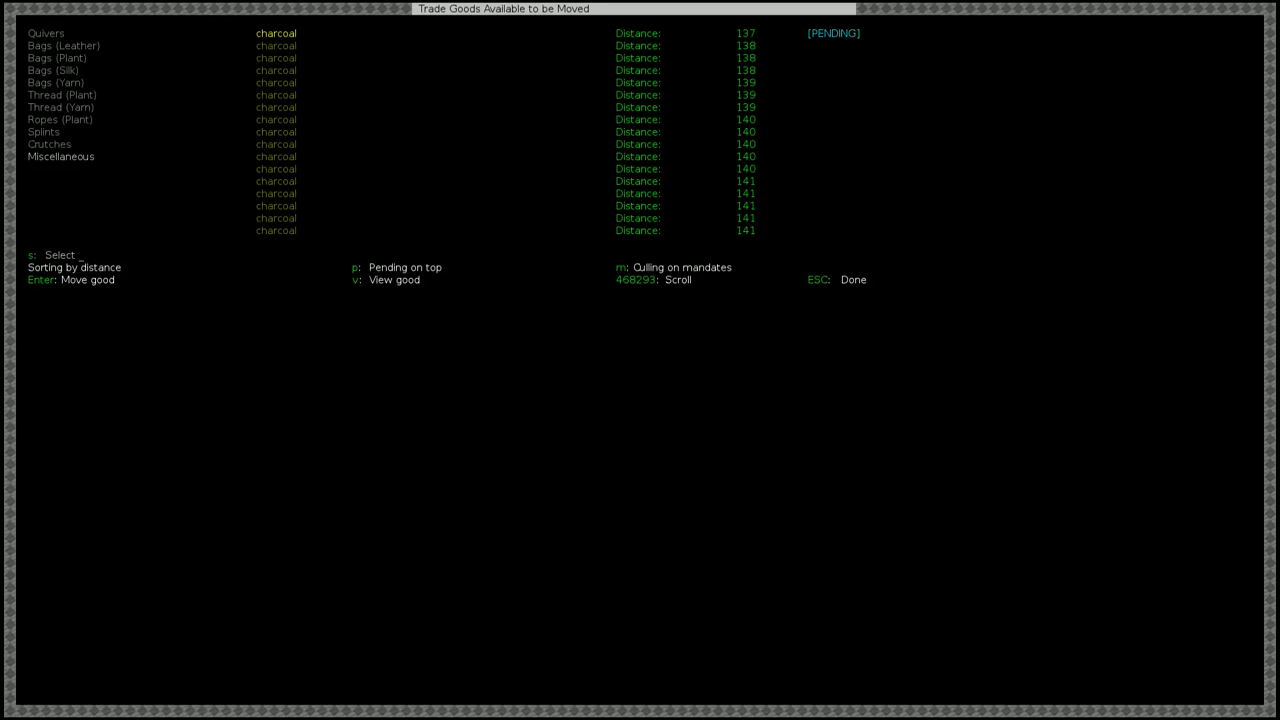 Trade Goods Available to be Moved
Quivers charcoal Distance: 137 [PENDING]
Bags (Leather) charcoal Distance: 138
Bags (Plant) charcoal Distance: 138
Bags (Silk) charcoal Distance: 138
Bags (Yarn) charcoal Distance: 139
Thread (Plant) charcoal Distance: 139
Thread (Yarn) charcoal Distance: 139
Ropes (Plant) charcoal Distance: 140
Splints charcoal Distance: 140
Crutches charcoal Distance: 140
Miscellaneous charcoal Distance: 140
charcoal Distance: 140
charcoal Distance: 141
charcoal Distance: 141
charcoal Distance: 141
charcoal Distance: 141
charcoal Distance: 141
s: Select _
Sorting by distance p: Pending on top m: Culling on mandates
Enter: Move good v: View good 468293: Scroll ESC: Done